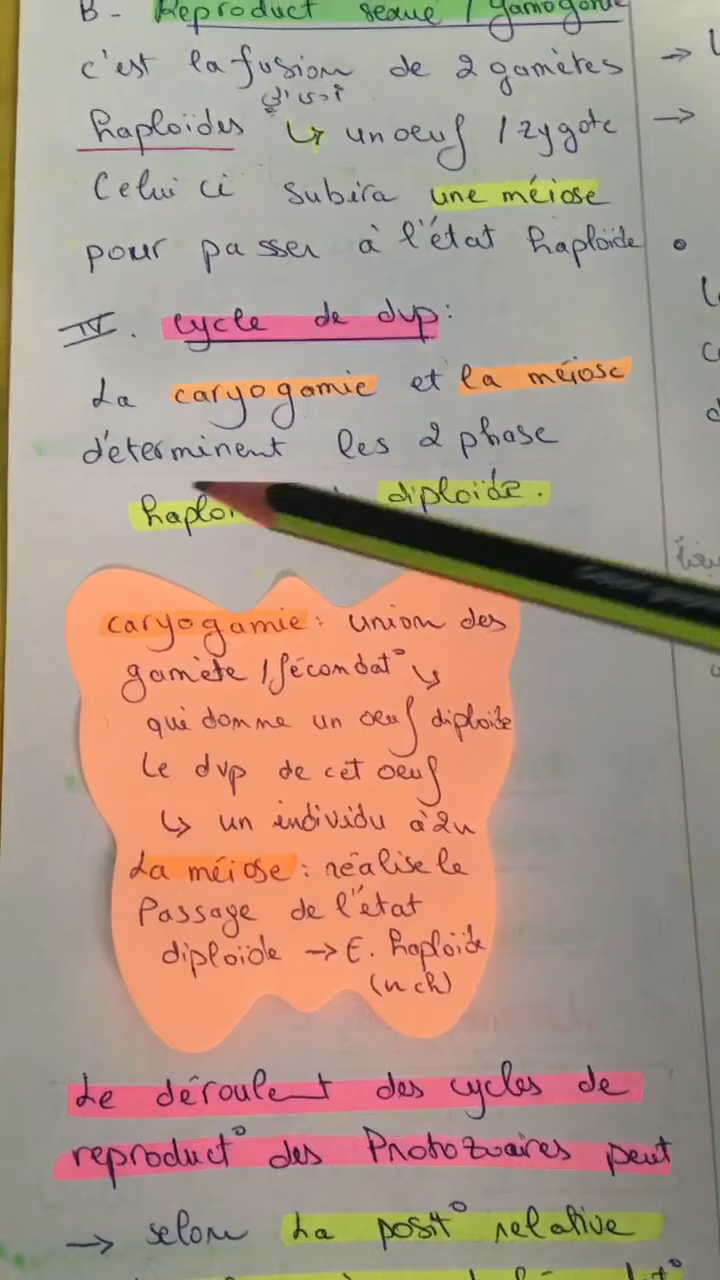 B - Reproduct sexué / gamogonie
c'est la fusion de 2 gamètes
haploïdes ↳ un oeuf / zygote
Celui ci subira une méiose
pour passer à l'état haploïde.
IV. Cycle de dvp:
La caryogamie et la méiose
déterminent les 2 phase
diploïde.
caryogamie: union des
gamète / fécondat° ↳
qui donne un oeuf diploïde
Le dvp de cet oeuf
↳ un individu à 2n
La méiose: réalise le
Passage de l'état
diploïde → E. haploïde
(n ch)
Le déroulent des cycles de
reproduct° des Protozoaires peut
→ selon La posit° relative